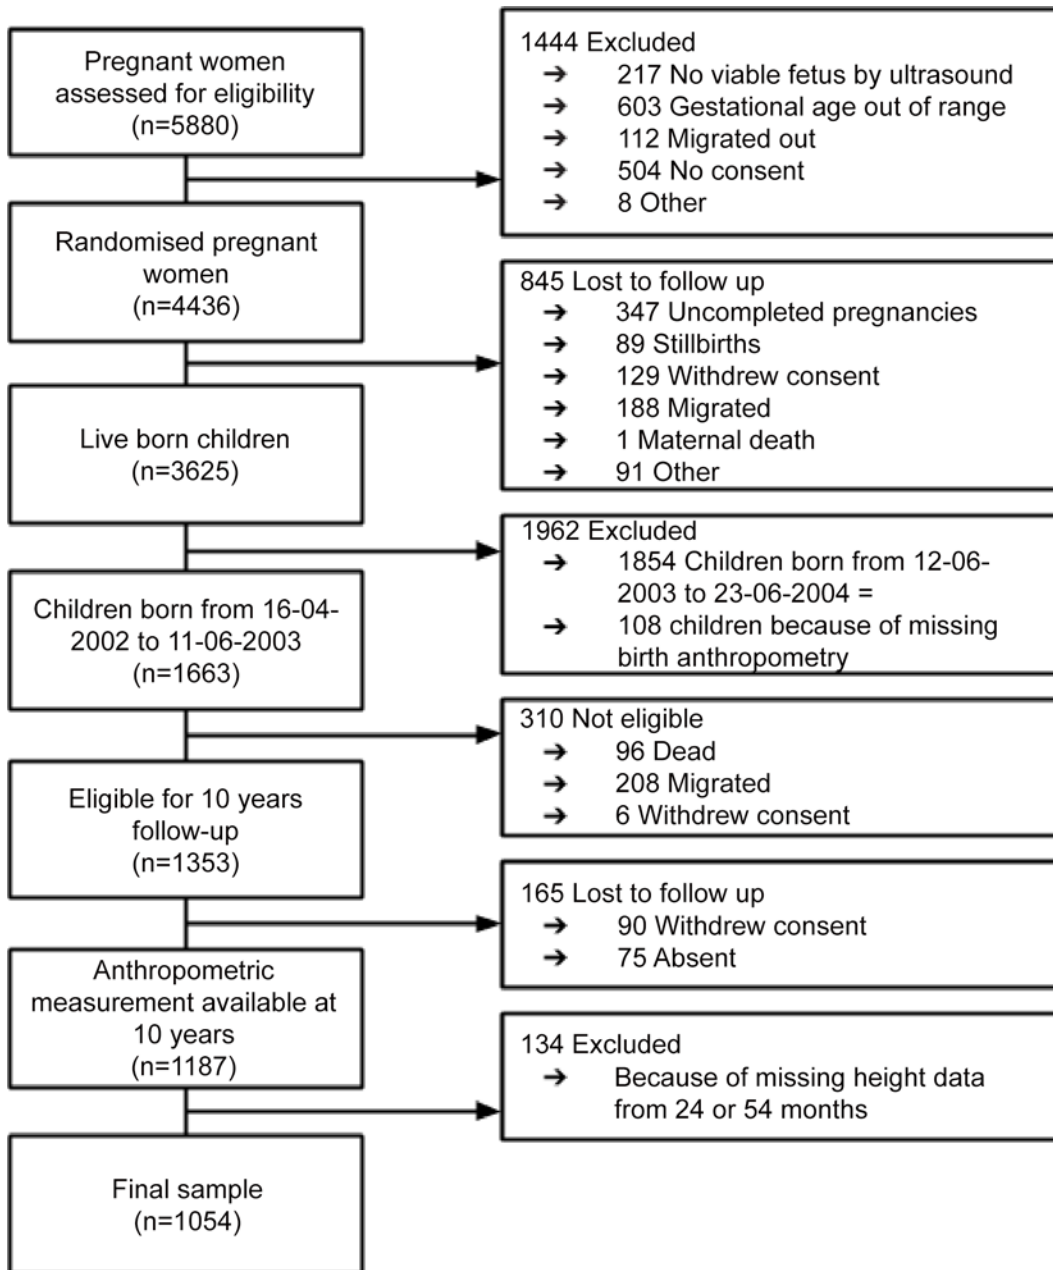 Pregnant women
assessed for eligibility
(n=5880)
1444 Excluded
➔ 217 No viable fetus by ultrasound
➔ 603 Gestational age out of range
➔ 112 Migrated out
➔ 504 No consent
➔ 8 Other
Randomised pregnant
women
(n=4436)
845 Lost to follow up
➔ 347 Uncompleted pregnancies
➔ 89 Stillbirths
➔ 129 Withdrew consent
➔ 188 Migrated
➔ 1 Maternal death
➔ 91 Other
Live born children
(n=3625)
1962 Excluded
➔ 1854 Children born from 12-06-
2003 to 23-06-2004 =
➔ 108 children because of missing
birth anthropometry
Children born from 16-04-
2002 to 11-06-2003
(n=1663)
310 Not eligible
➔ 96 Dead
➔ 208 Migrated
➔ 6 Withdrew consent
Eligible for 10 years
follow-up
(n=1353)
165 Lost to follow up
➔ 90 Withdrew consent
➔ 75 Absent
Anthropometric
measurement available at
10 years
(n=1187)
134 Excluded
➔ Because of missing height data
from 24 or 54 months
Final sample
(n=1054)